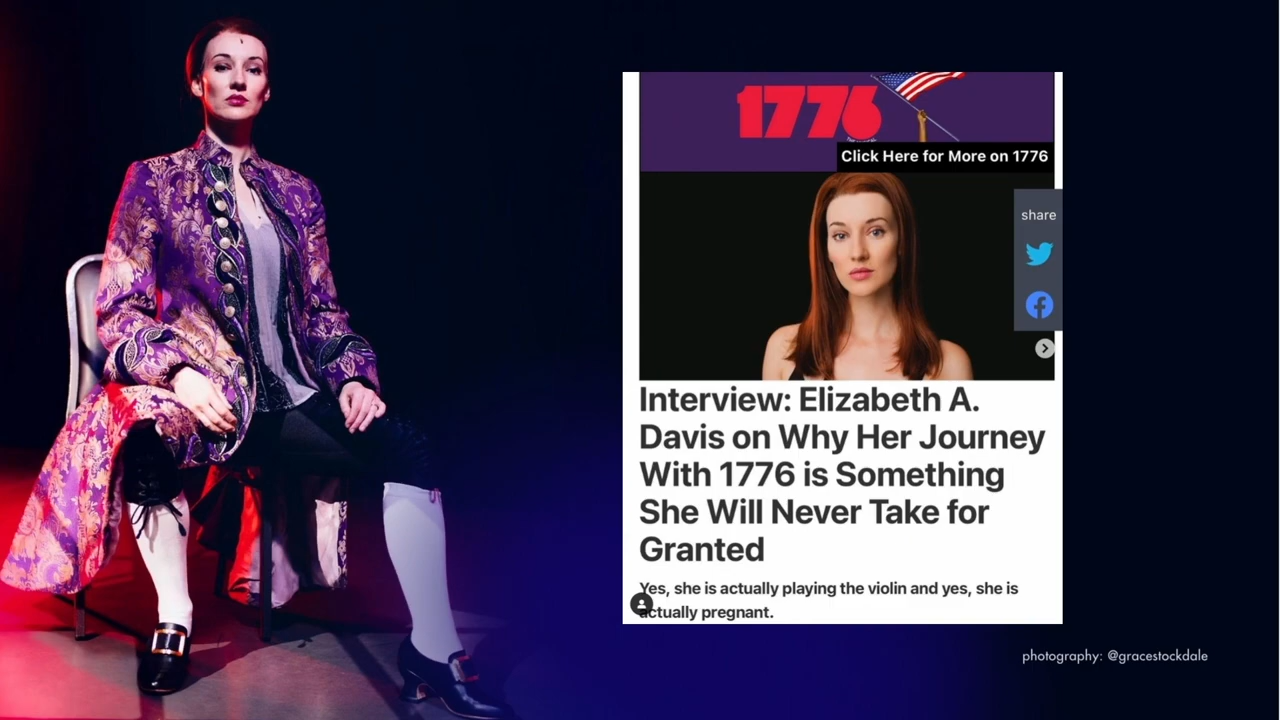 1776
Click Here for More on 1776
share
Interview: Elizabeth A.
Davis on Why Her Journey
With 1776 is Something
She Will Never Take for
Granted
Yes, she is actually playing the violin and yes, she is
actually pregnant.
photography: @gracestockdale